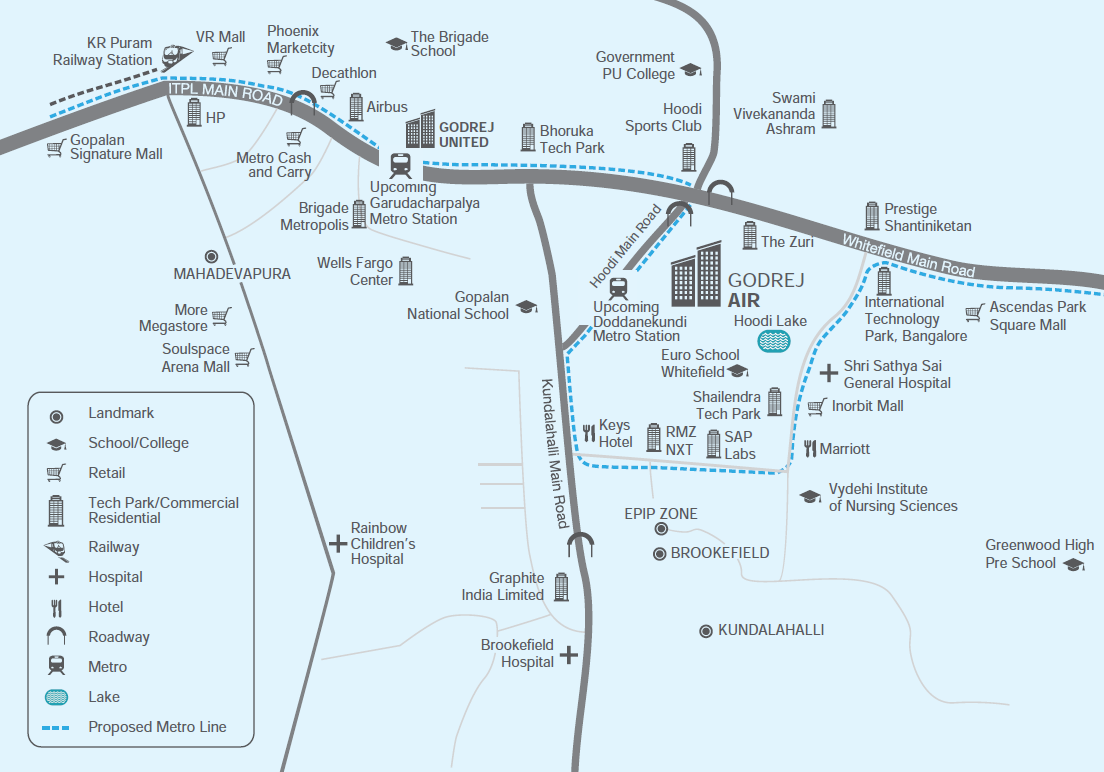 KR Puram
Railway Station
VR Mall
Phoenix
Marketcity
The Brigade
School
Decathlon
ITPL MAIN ROAD
HP
Airbus
Gopalan
Signature Mall
Metro Cash
and Carry
GODREJ
UNITED
Bhoruka
Tech Park
Government
PU College
Hoodi
Sports Club
Swami
Vivekananda
Ashram
Upcoming
Garudacharpalya
Metro Station
Brigade
Metropolis
Hoodi Main Road
The Zuri
Prestige
Shantiniketan
Whitefield Main Road
MAHADEVAPURA
Wells Fargo
Center
Gopalan
National School
Upcoming
Doddanekundi
Metro Station
GODREJ
AIR
Hoodi Lake
International
Technology
Park, Bangalore
Ascendas Park
Square Mall
More
Megastore
Soulspace
Arena Mall
Euro School
Whitefield
Shri Sathya Sai
General Hospital
Shailendra
Tech Park
Inorbit Mall
Kundalahalli Main Road
Keys
Hotel
RMZ
NXT
SAP
Labs
Marriott
Vydehi Institute
of Nursing Sciences
EPIP ZONE
BROOKEFIELD
Rainbow
Children's
Hospital
Greenwood High
Pre School
Graphite
India Limited
KUNDALAHALLI
Brookefield
Hospital
Landmark
School/College
Retail
Tech Park/Commercial
Residential
Railway
Hospital
Hotel
Roadway
Metro
Lake
Proposed Metro Line